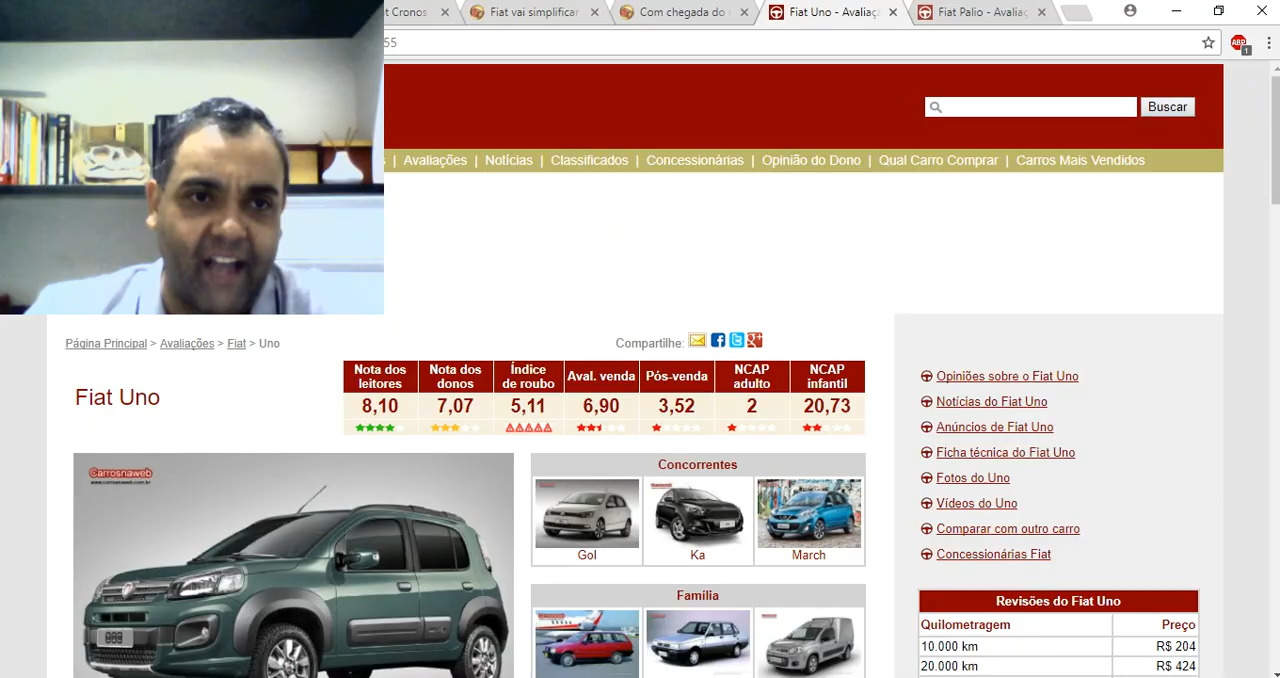 t Cronos
Fiat vai simplificar
Com chegada do
Fiat Uno - Avaliaç
Fiat Palio - Avaliaç
55
ABP
1
Buscar
s | Avaliações | Notícias | Classificados | Concessionárias | Opinião do Dono | Qual Carro Comprar | Carros Mais Vendidos
Página Principal > Avaliações > Fiat > Uno
Compartilhe:
Fiat Uno
Nota dos leitores
Nota dos donos
Índice de roubo
Aval. venda
Pós-venda
NCAP adulto
NCAP infantil
8,10
7,07
5,11
6,90
3,52
2
20,73
Carrosnaweb
www.carrosnaweb.com.br
Concorrentes
Gol
Ka
March
Família
Opiniões sobre o Fiat Uno
Notícias do Fiat Uno
Anúncios de Fiat Uno
Ficha técnica do Fiat Uno
Fotos do Uno
Vídeos do Uno
Comparar com outro carro
Concessionárias Fiat
Revisões do Fiat Uno
Quilometragem Preço
10.000 km R$ 204
20.000 km R$ 424